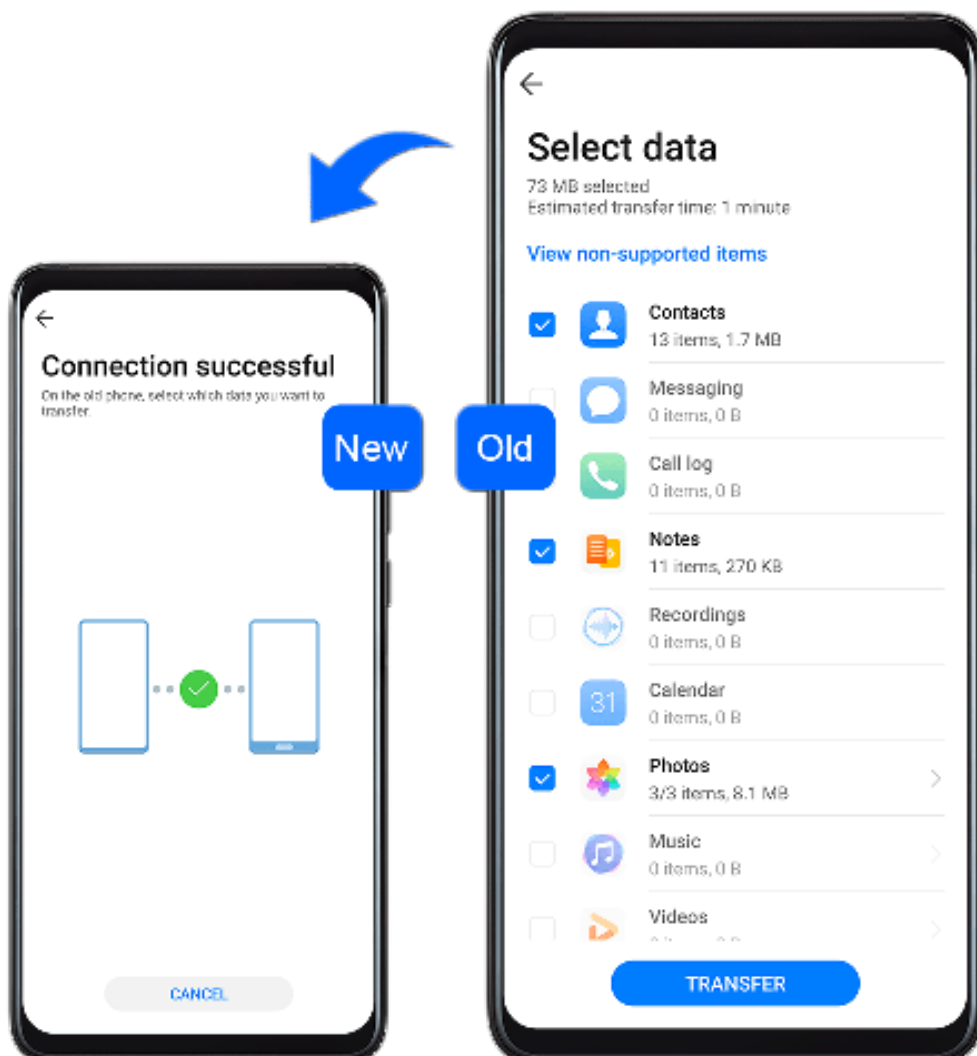 Connection successful
On the old phone, select which data you want to
transfer.
New
CANCEL
Old
Select data
73 MB selected
Estimated transfer time: 1 minute
View non-supported items
Contacts
13 items, 1.7 MB
Messaging
0 items, 0 B
Call log
0 items, 0 B
Notes
11 items, 270 KB
Recordings
0 items, 0 B
31
Calendar
0 items, 0 B
Photos
3/3 items, 8.1 MB
Music
0 items, 0 B
Videos
TRANSFER